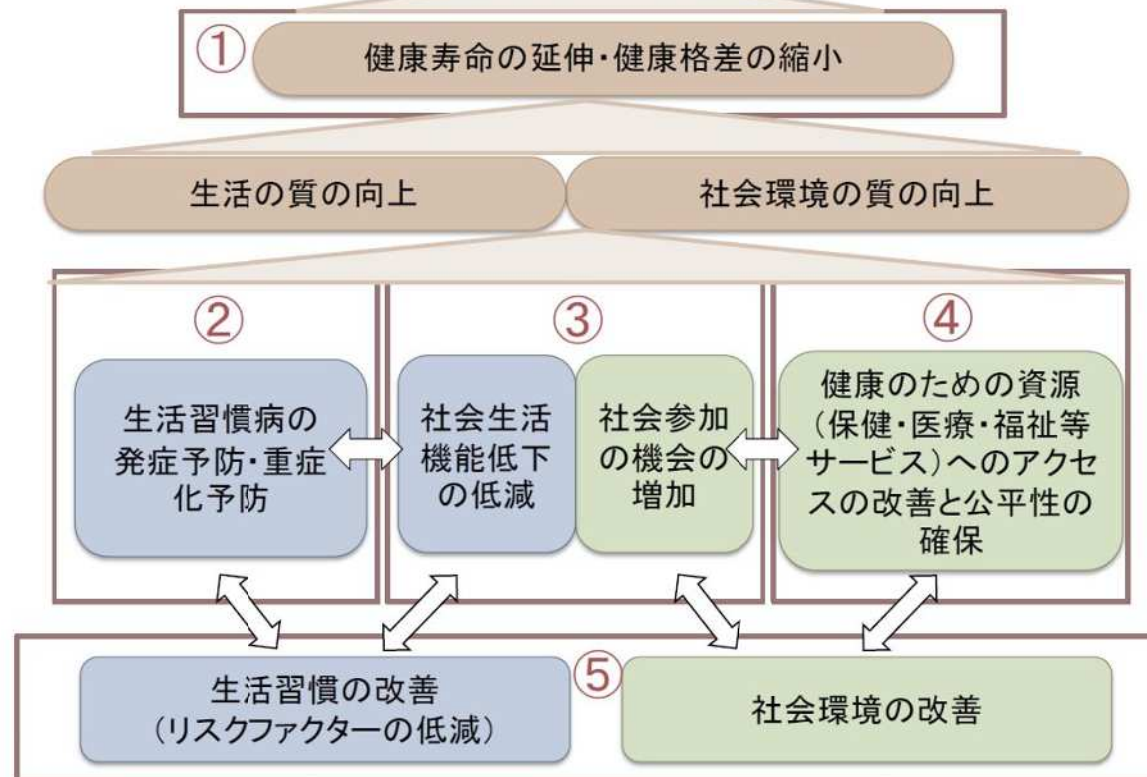 ①
健康寿命の延伸・健康格差の縮小
生活の質の向上
社会環境の質の向上
②
生活習慣病の
発症予防・重症
化予防
③
社会生活
機能低下
の低減
社会参加
の機会の
増加
④
健康のための資源
(保健・医療・福祉等
サービス)へのアクセ
スの改善と公平性の
確保
⑤
生活習慣の改善
(リスクファクターの低減)
社会環境の改善